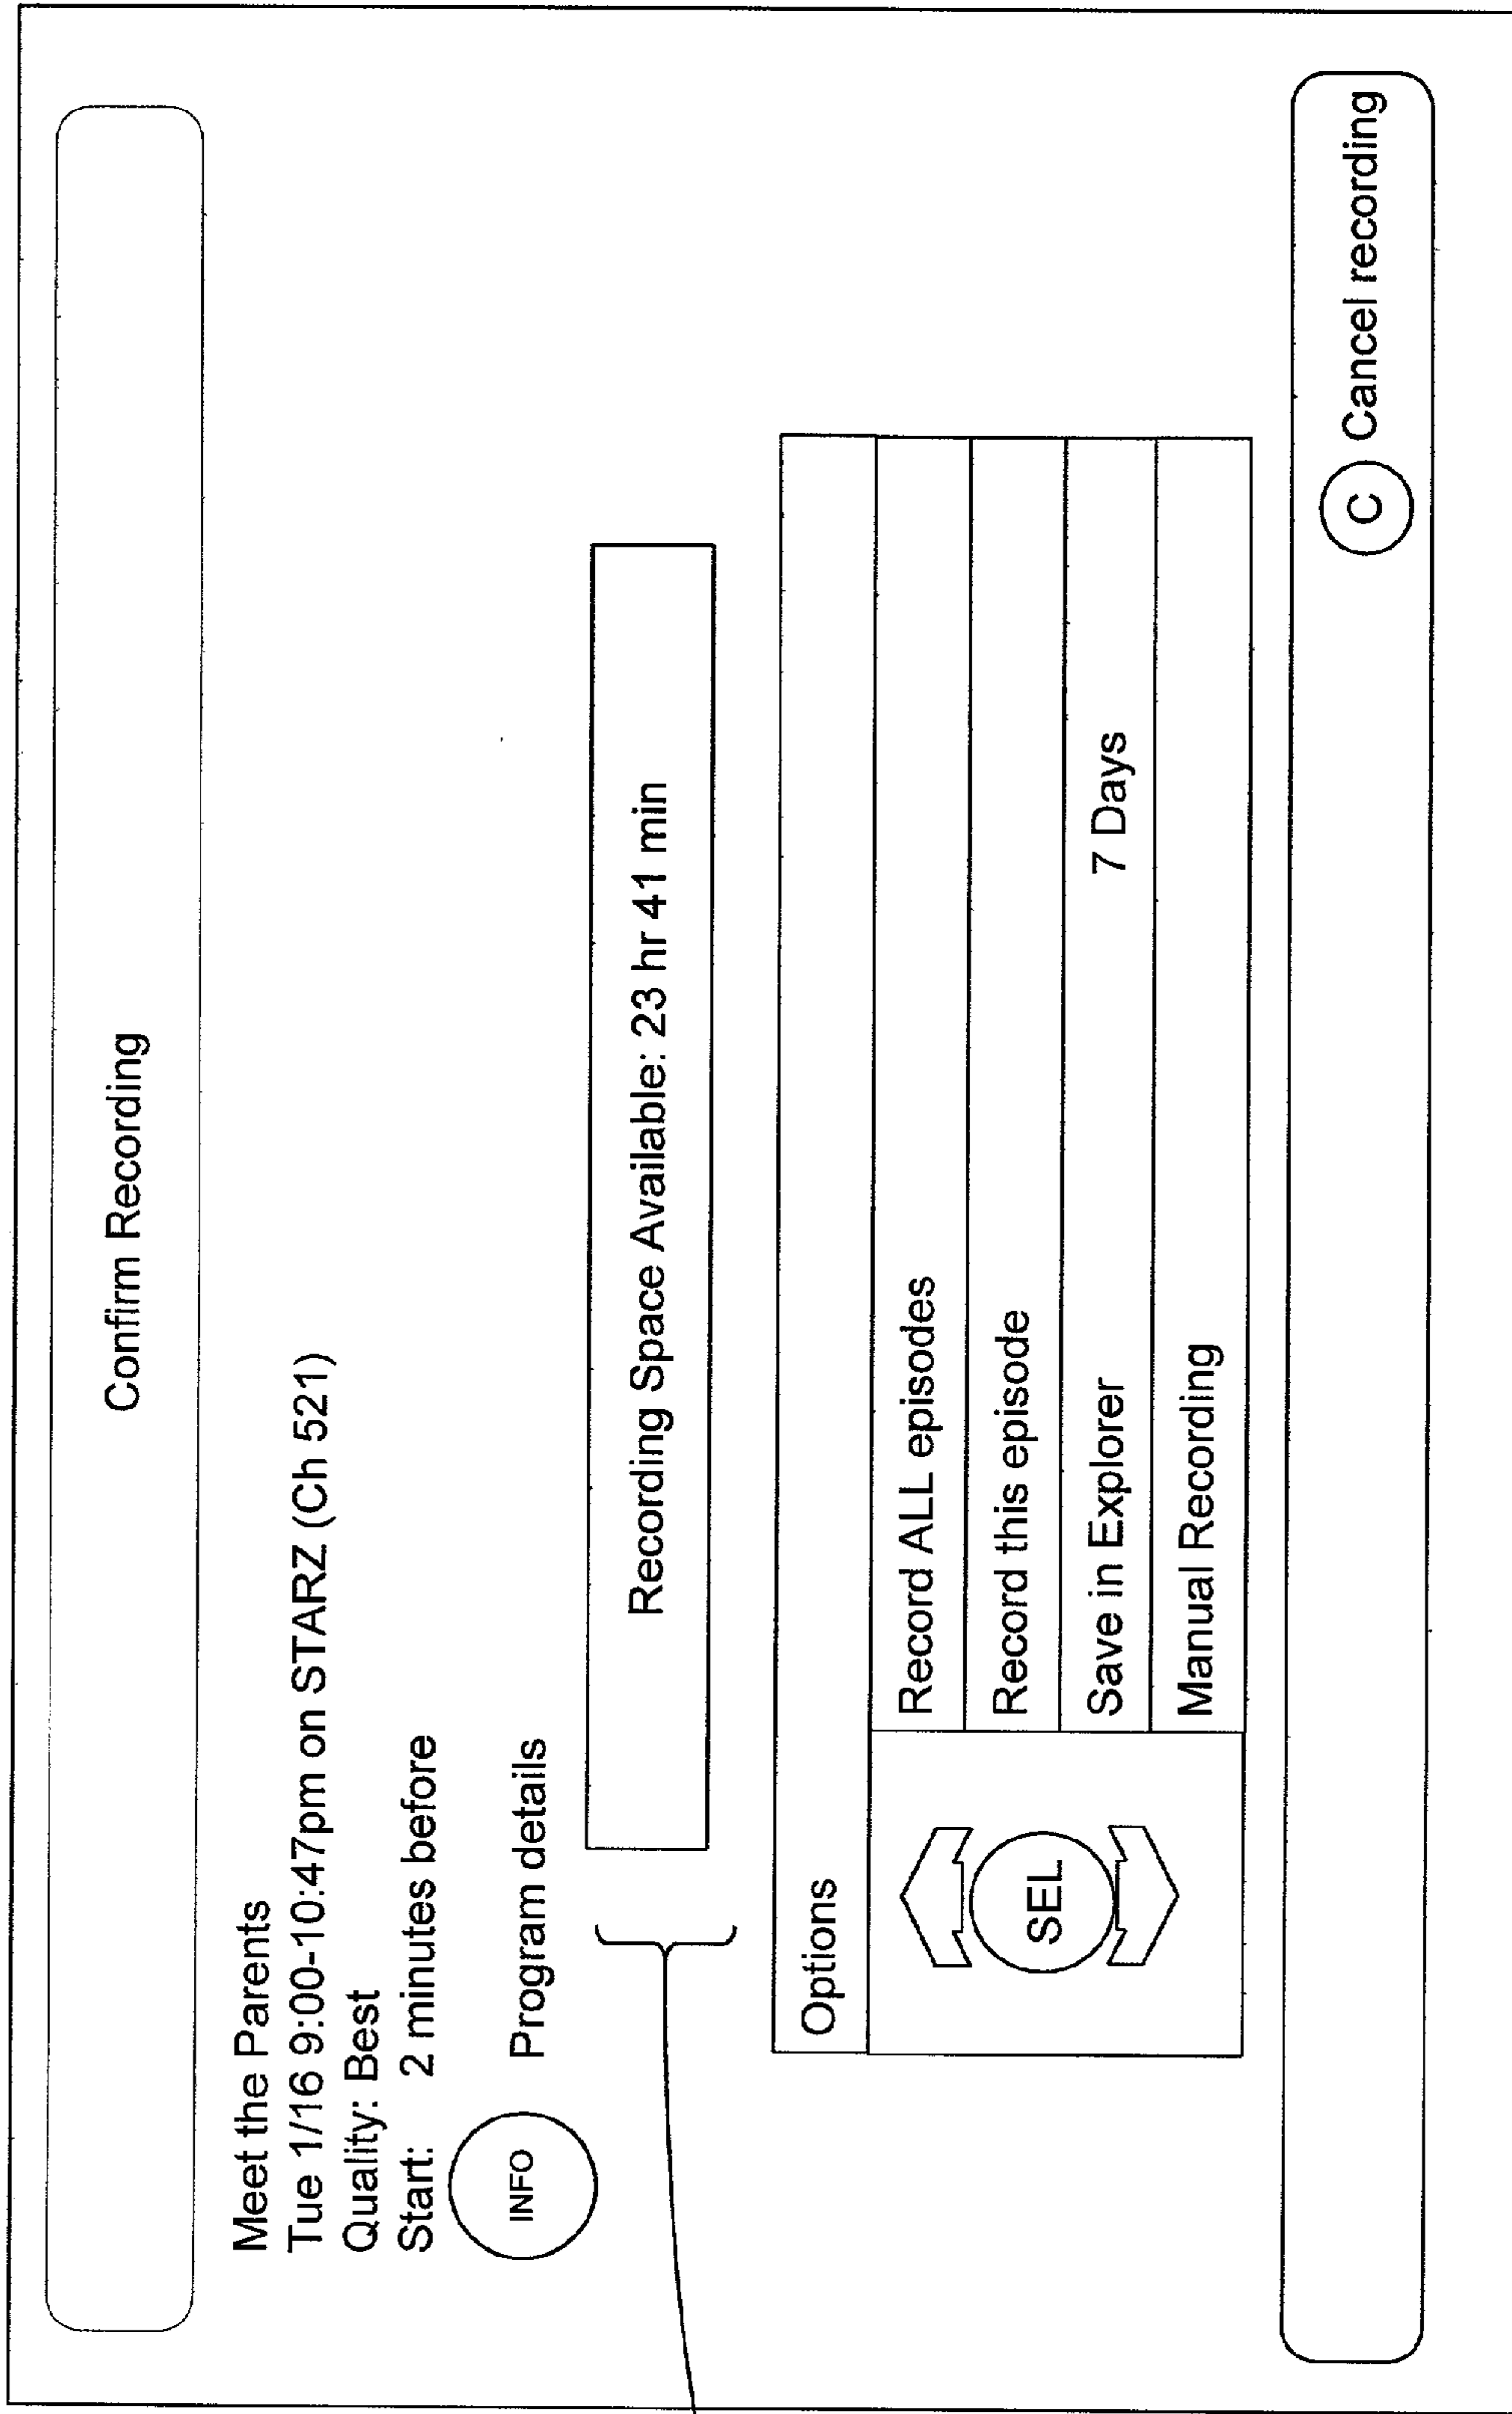 Confirm Recording
Meet the Parents
Tue 1/16 9:00-10:47pm on STARZ (Ch 521)
Quality: Best
Start: 2 minutes before
INFO Program details
Recording Space Available: 23 hr 41 min
Options
SEL
Record ALL episodes
Record this episode
Save in Explorer 7 Days
Manual Recording
C Cancel recording